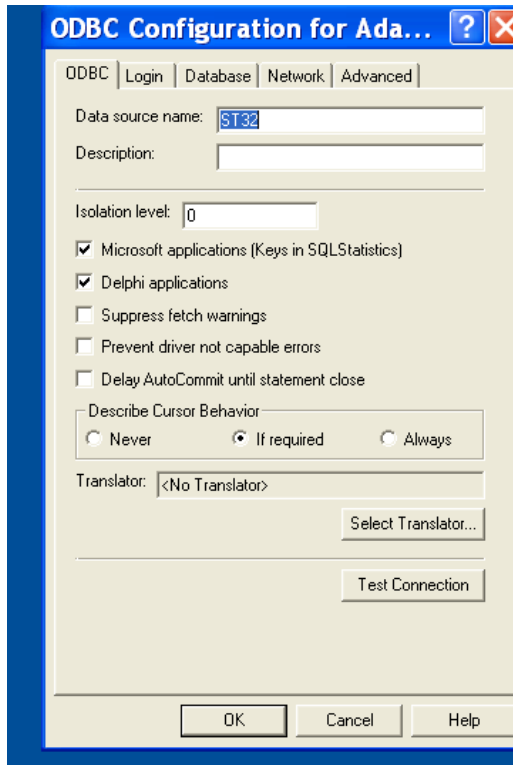 ODBC Configuration for Ada... ?
ODBC Login Database Network Advanced
Data source name: ST32
Description:
Isolation level: 0
Microsoft applications (Keys in SQLStatistics)
Delphi applications
Suppress fetch warnings
Prevent driver not capable errors
Delay AutoCommit until statement close
Describe Cursor Behavior
Never If required Always
Translator: <No Translator>
Select Translator...
Test Connection
OK Cancel Help